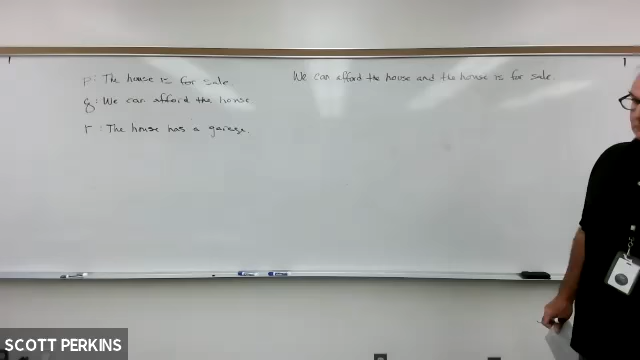 p: The house is for sale.
q: We can afford the house
r: The house has a garage.
We can afford the house and the house is for sale.
SCOTT PERKINS